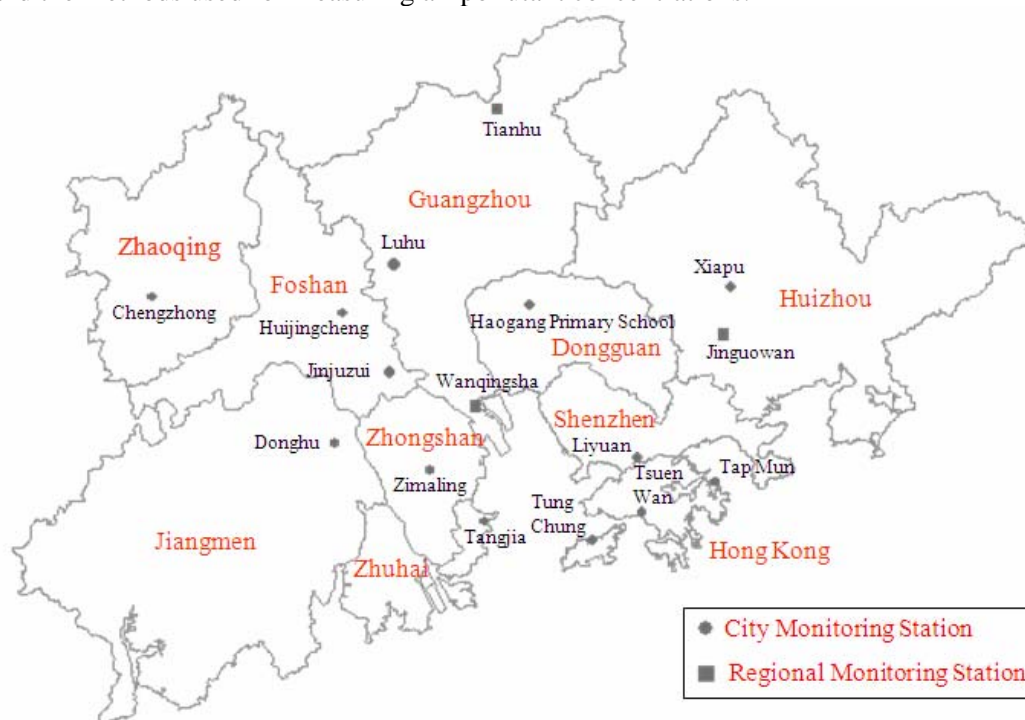 Tianhu
Guangzhou
Luhu
Zhaoqing
Xiapu
Foshan
Huizhou
Chengzhong
Huijingcheng
Haogang Primary School
Dongguan
Jinguowan
Jinjuzui
Wanqingsha
Shenzhen
Zhongshan
Donghu
Liyuan
Tap Mun
Tsuen
Wan
Zimaling
Tung
Chung
Tangjia
Jiangmen
Hong Kong
Zhuhai
City Monitoring Station
Regional Monitoring Station